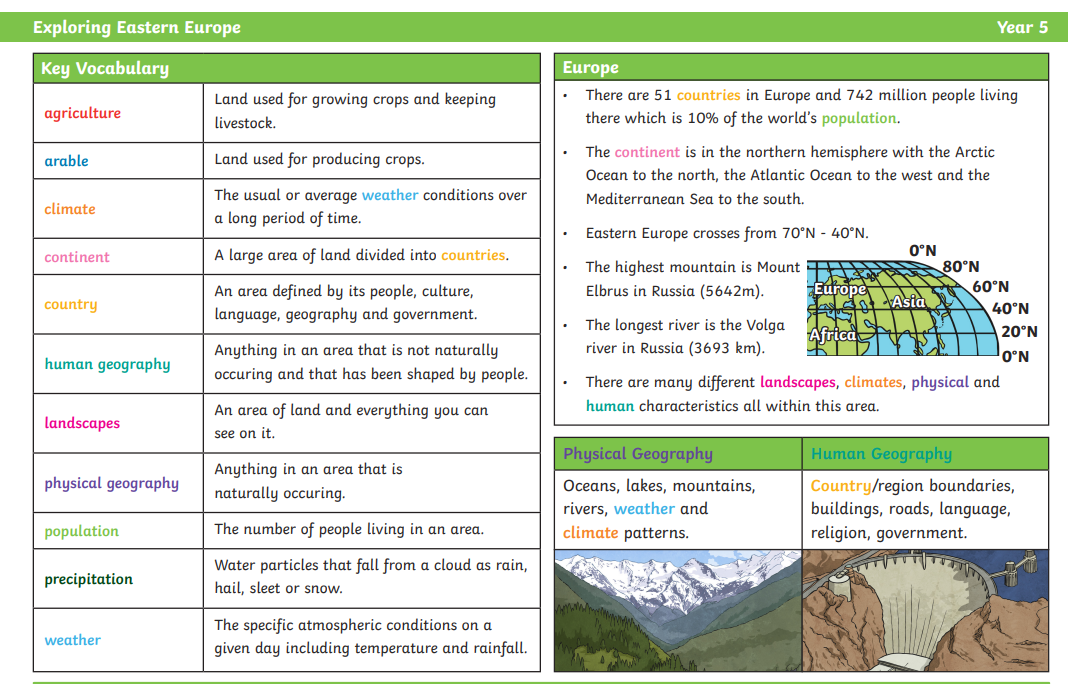 Exploring Eastern Europe
Year 5
Key Vocabulary
agriculture
Land used for growing crops and keeping
livestock.
arable
Land used for producing crops.
climate
The usual or average weather conditions over
a long period of time.
continent
A large area of land divided into countries.
country
An area defined by its people, culture,
language, geography and government.
human geography
Anything in an area that is not naturally
occuring and that has been shaped by people.
landscapes
An area of land and everything you can
see on it.
physical geography
Anything in an area that is
naturally occuring.
population
The number of people living in an area.
precipitation
Water particles that fall from a cloud as rain,
hail, sleet or snow.
weather
The specific atmospheric conditions on a
given day including temperature and rainfall.
Europe
• There are 51 countries in Europe and 742 million people living
there which is 10% of the world's population.
• The continent is in the northern hemisphere with the Arctic
Ocean to the north, the Atlantic Ocean to the west and the
Mediterranean Sea to the south.
• Eastern Europe crosses from 70°N - 40°N.
• The highest mountain is Mount
Elbrus in Russia (5642m).
• The longest river is the Volga
river in Russia (3693 km).
0°N
80°N
60°N
40°N
20°N
0°N
Europe
Asia
Africa
• There are many different landscapes, climates, physical and
human characteristics all within this area.
Physical Geography
Oceans, lakes, mountains,
rivers, weather and
climate patterns.
Human Geography
Country/region boundaries,
buildings, roads, language,
religion, government.